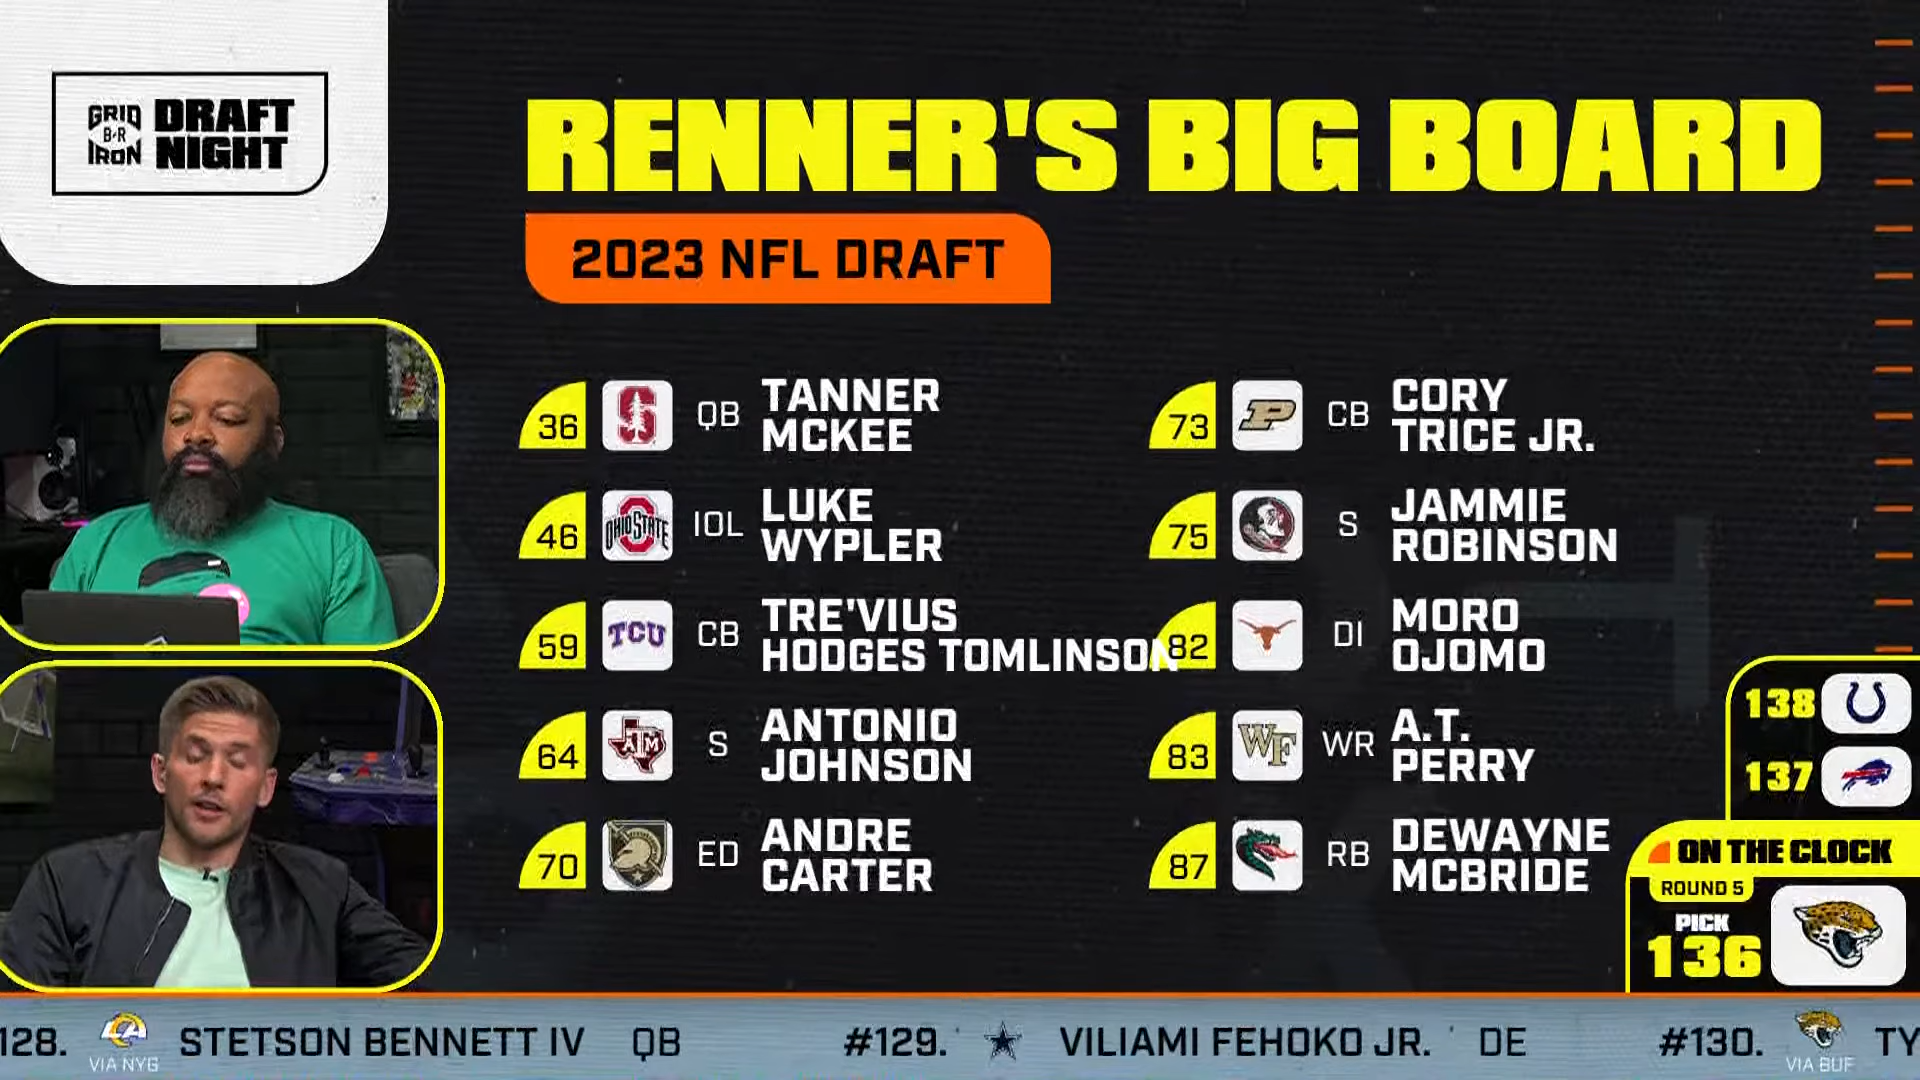 GRID
B·R
IRON
DRAFT
NIGHT
RENNER'S BIG BOARD
2023 NFL DRAFT
36 S QB TANNER
MCKEE
46 OHIO STATE IOL LUKE
WYPLER
59 TCU CB TRE'VIUS
HODGES TOMLINSON
64 ATM S ANTONIO
JOHNSON
70 ED ANDRE
CARTER
73 P CB CORY
TRICE JR.
75 S JAMMIE
ROBINSON
82 DI MORO
OJOMO
83 WF WR A.T.
PERRY
87 RB DEWAYNE
MCBRIDE
138
137
ON THE CLOCK
ROUND 5
PICK
136
128. VIA NYG STETSON BENNETT IV QB #129. VILIAMI FEHOKO JR. DE #130. VIA BUF TY